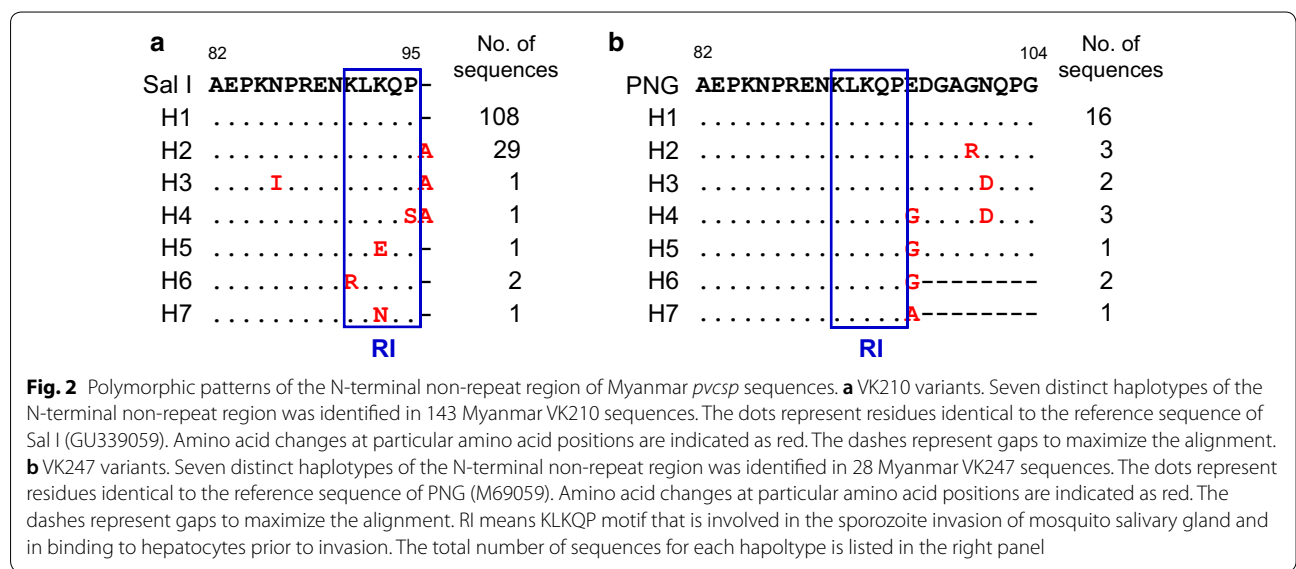 a
82 95 No. of sequences
Sal I AEPKNPRENKLKQP-
H1 ..............- 108
H2 ..............A 29
H3 ....I.........A 1
H4 .............SA 1
H5 ...........E..- 1
H6 .........R....- 2
H7 ...........N..- 1
RI
b
82 104 No. of sequences
PNG AEPKNPRENKLKQPEDGAGNQPG
H1 ....................... 16
H2 ..................R.... 3
H3 ...................D... 2
H4 ..............G....D... 3
H5 ..............G........ 1
H6 ..............G-------- 2
H7 ..............A-------- 1
RI
Fig. 2 Polymorphic patterns of the N-terminal non-repeat region of Myanmar pvcsp sequences. a VK210 variants. Seven distinct haplotypes of the
N-terminal non-repeat region was identified in 143 Myanmar VK210 sequences. The dots represent residues identical to the reference sequence of
Sal I (GU339059). Amino acid changes at particular amino acid positions are indicated as red. The dashes represent gaps to maximize the alignment.
b VK247 variants. Seven distinct haplotypes of the N-terminal non-repeat region was identified in 28 Myanmar VK247 sequences. The dots represent
residues identical to the reference sequence of PNG (M69059). Amino acid changes at particular amino acid positions are indicated as red. The
dashes represent gaps to maximize the alignment. RI means KLKQP motif that is involved in the sporozoite invasion of mosquito salivary gland and
in binding to hepatocytes prior to invasion. The total number of sequences for each hapoltype is listed in the right panel